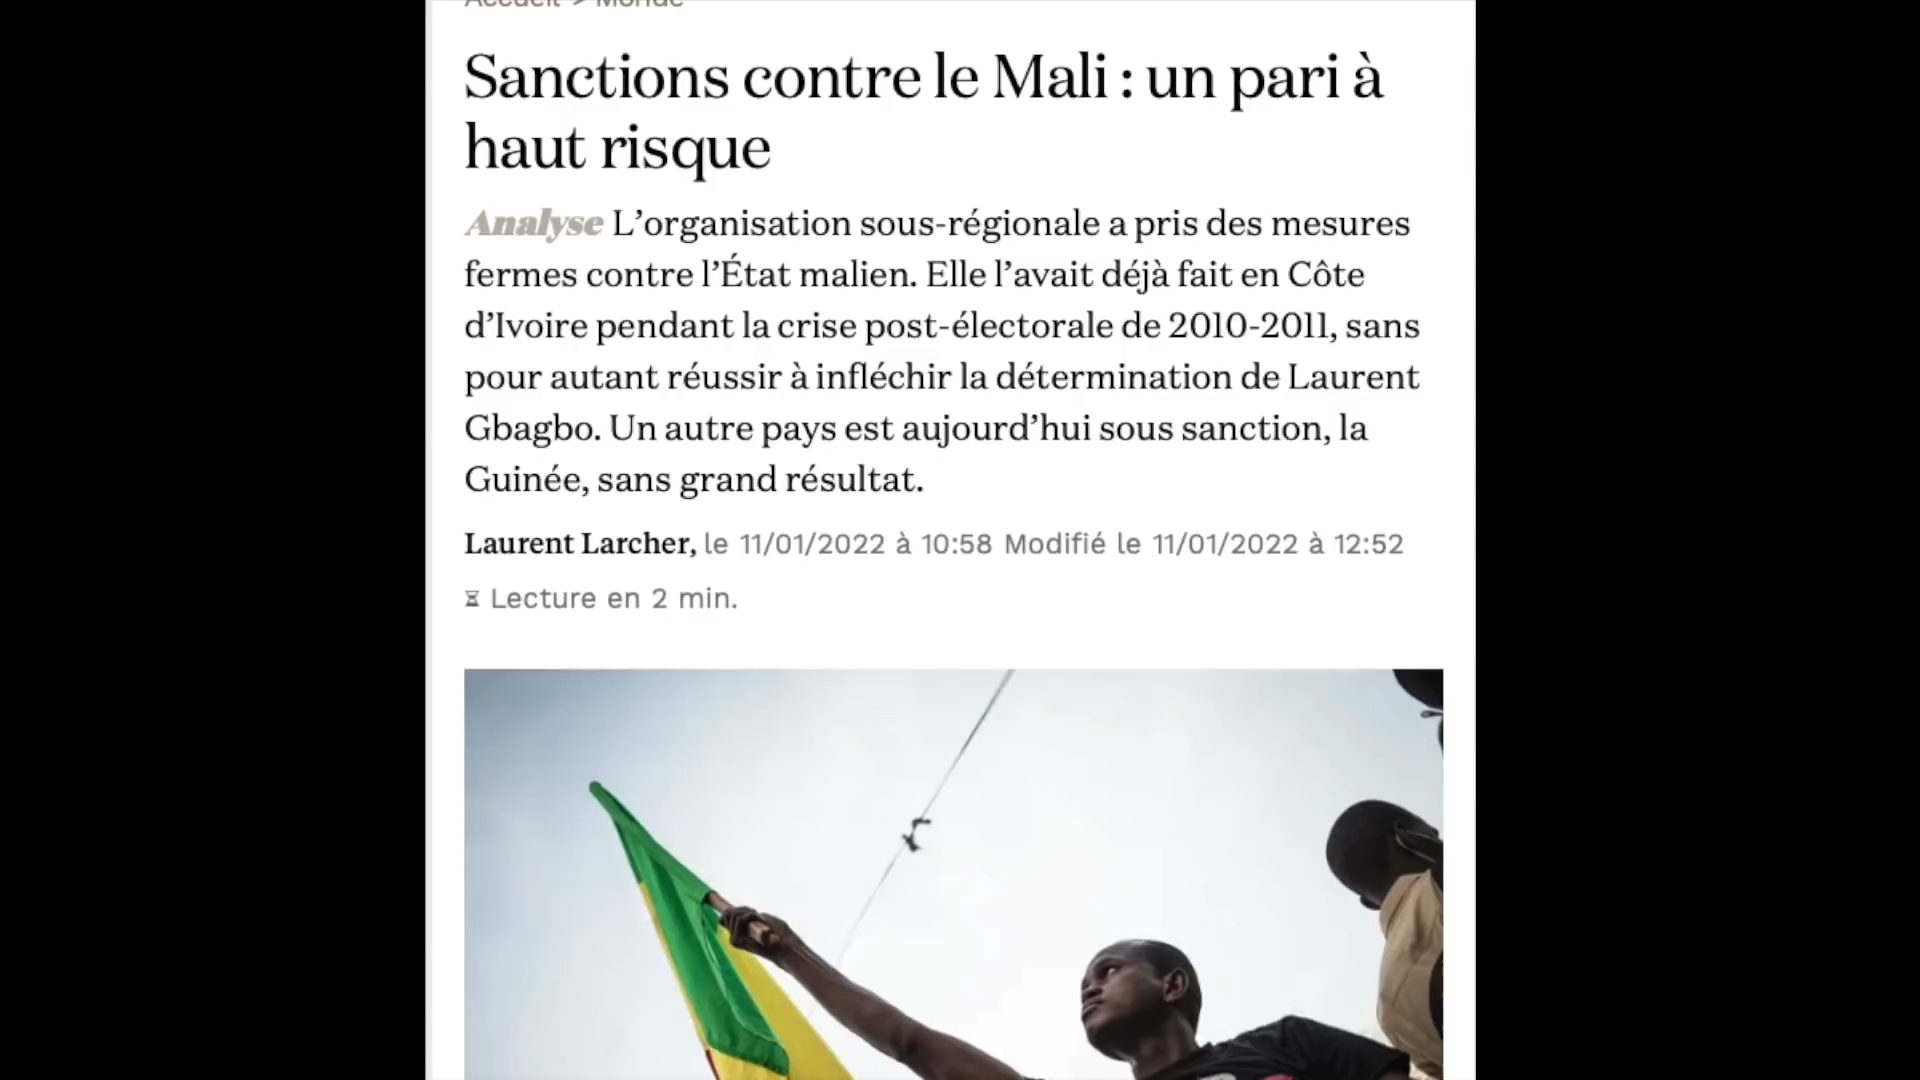 Accueil > Monde
Sanctions contre le Mali : un pari à
haut risque
Analyse L’organisation sous-régionale a pris des mesures
fermes contre l’État malien. Elle l’avait déjà fait en Côte
d’Ivoire pendant la crise post-électorale de 2010-2011, sans
pour autant réussir à infléchir la détermination de Laurent
Gbagbo. Un autre pays est aujourd’hui sous sanction, la
Guinée, sans grand résultat.
Laurent Larcher, le 11/01/2022 à 10:58 Modifié le 11/01/2022 à 12:52
Lecture en 2 min.